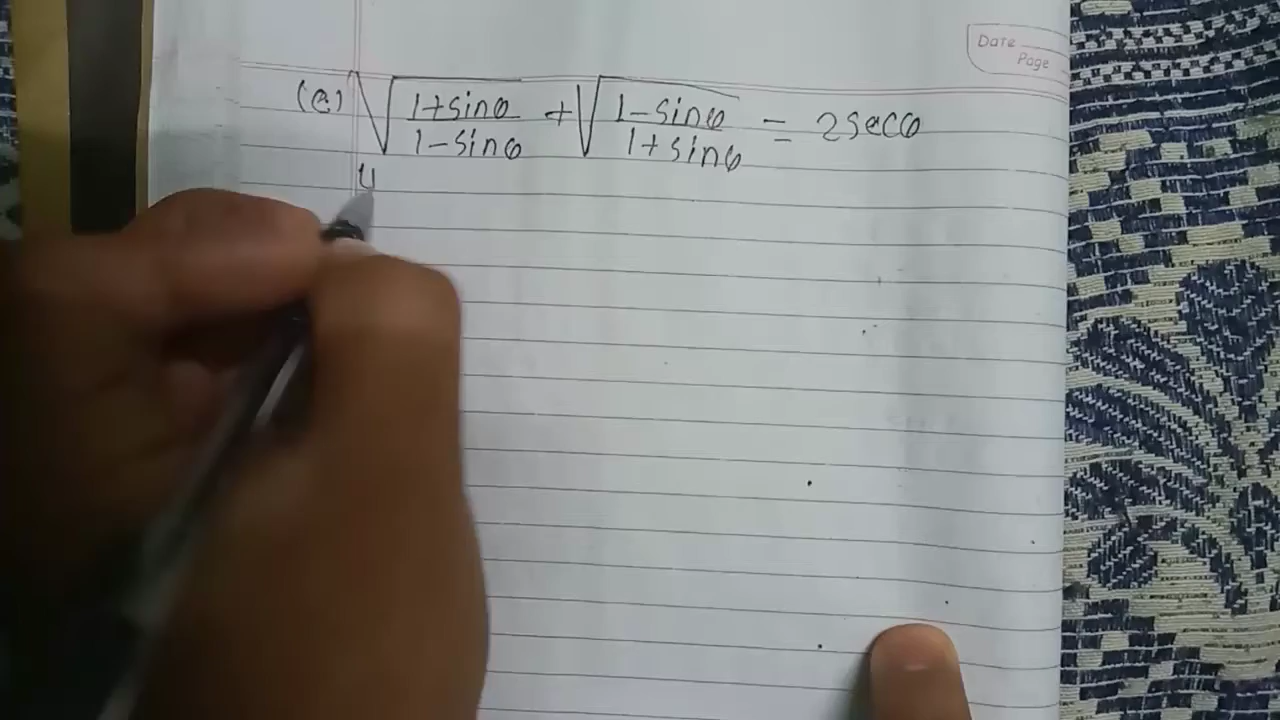 Date
Page
(e) √(1+sinθ / 1-sinθ) + √(1-sinθ / 1+sinθ) = 2secθ